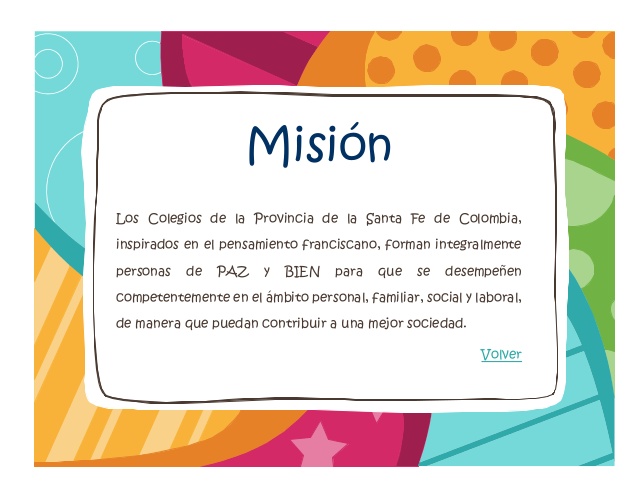 Misión
Los Colegios de la Provincia de la Santa Fe de Colombia,
inspirados en el pensamiento franciscano, forman integralmente
personas de PAZ y BIEN para que se desempeñen
competentemente en el ámbito personal, familiar, social y laboral,
de manera que puedan contribuir a una mejor sociedad.
Volver